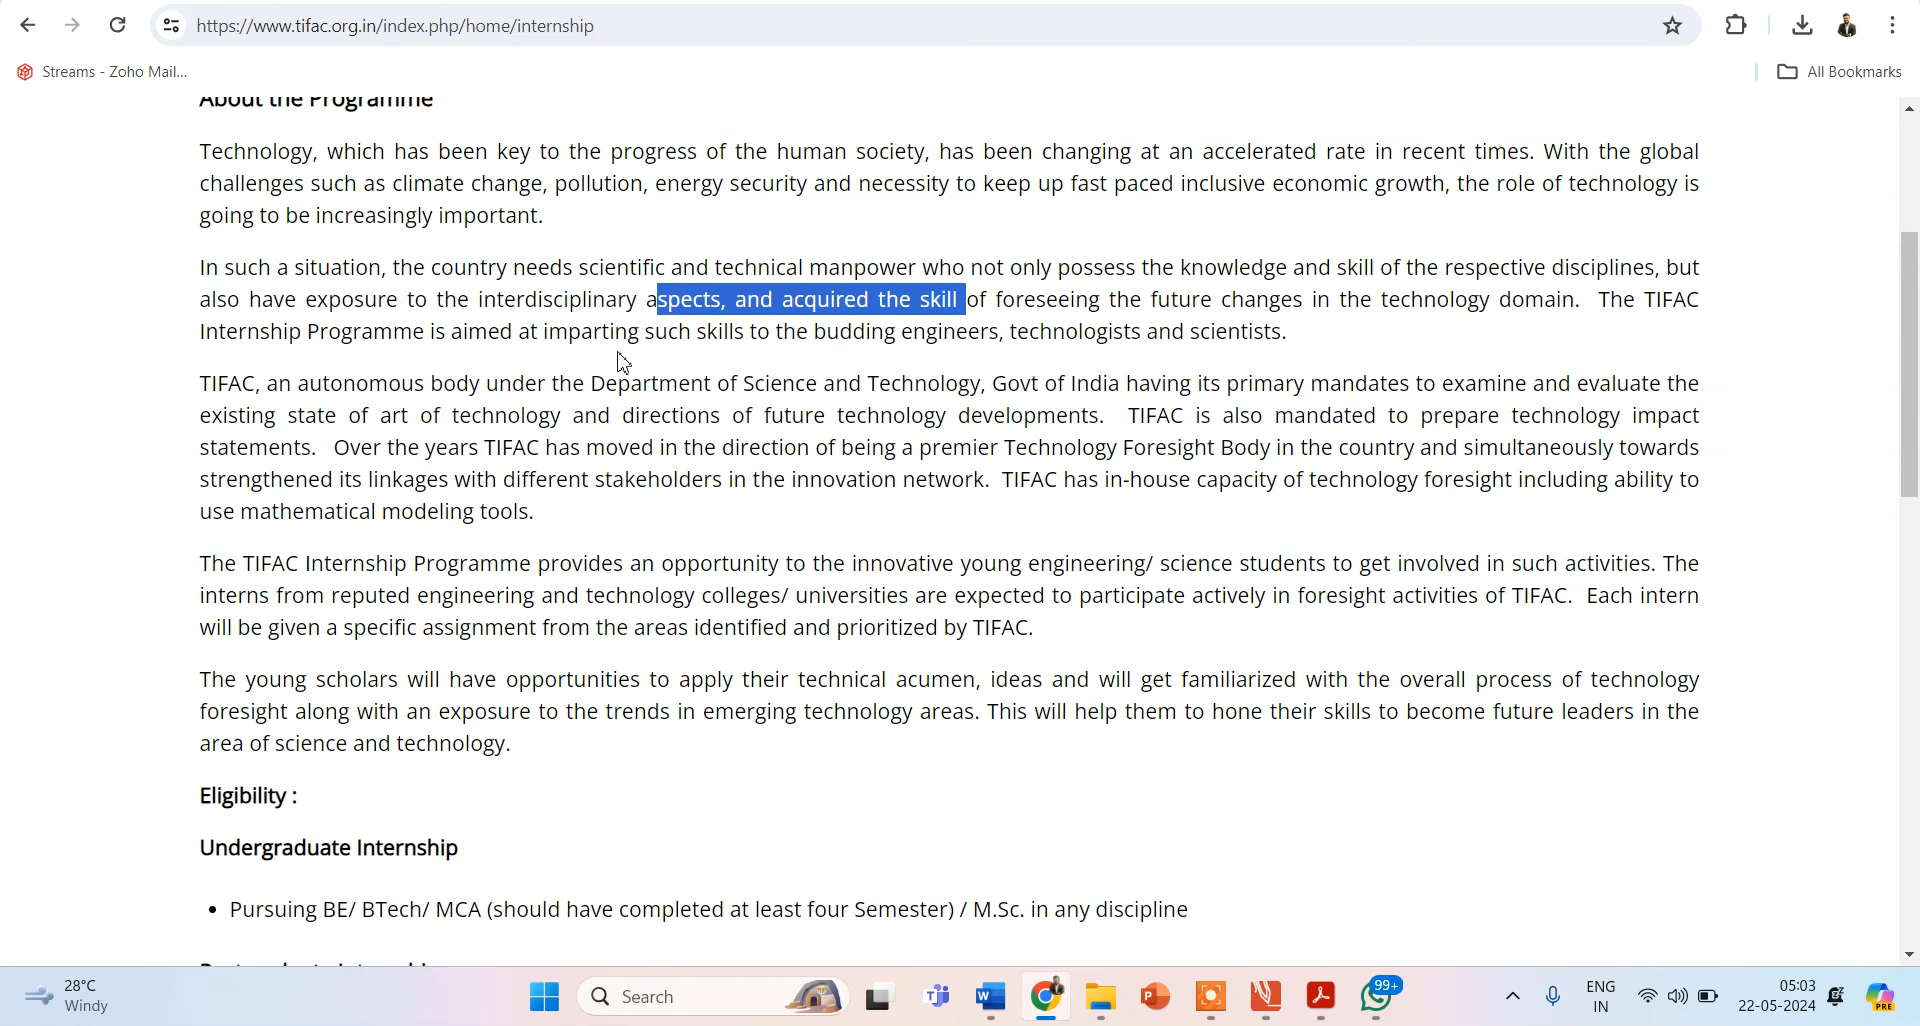 https://www.tifac.org.in/index.php/home/internship
Streams - Zoho Mail...
All Bookmarks
About the Programme
Technology, which has been key to the progress of the human society, has been changing at an accelerated rate in recent times. With the global
challenges such as climate change, pollution, energy security and necessity to keep up fast paced inclusive economic growth, the role of technology is
going to be increasingly important.
In such a situation, the country needs scientific and technical manpower who not only possess the knowledge and skill of the respective disciplines, but
also have exposure to the interdisciplinary aspects, and acquired the skill of foreseeing the future changes in the technology domain. The TIFAC
Internship Programme is aimed at imparting such skills to the budding engineers, technologists and scientists.
TIFAC, an autonomous body under the Department of Science and Technology, Govt of India having its primary mandates to examine and evaluate the
existing state of art of technology and directions of future technology developments. TIFAC is also mandated to prepare technology impact
statements. Over the years TIFAC has moved in the direction of being a premier Technology Foresight Body in the country and simultaneously towards
strengthened its linkages with different stakeholders in the innovation network. TIFAC has in-house capacity of technology foresight including ability to
use mathematical modeling tools.
The TIFAC Internship Programme provides an opportunity to the innovative young engineering/ science students to get involved in such activities. The
interns from reputed engineering and technology colleges/ universities are expected to participate actively in foresight activities of TIFAC. Each intern
will be given a specific assignment from the areas identified and prioritized by TIFAC.
The young scholars will have opportunities to apply their technical acumen, ideas and will get familiarized with the overall process of technology
foresight along with an exposure to the trends in emerging technology areas. This will help them to hone their skills to become future leaders in the
area of science and technology.
Eligibility :
Undergraduate Internship
• Pursuing BE/ BTech/ MCA (should have completed at least four Semester) / M.Sc. in any discipline
28°C
Windy
Search
99+
ENG
IN
05:03
22-05-2024
PRE